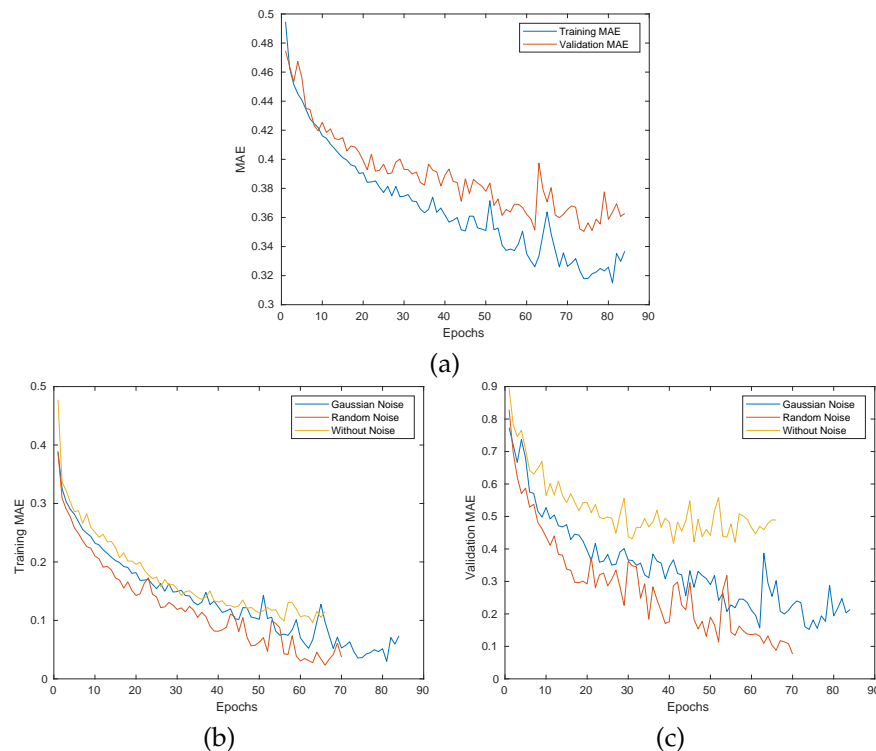 0.5
0.48
0.46
0.44
0.42
0.4
0.38
0.36
0.34
0.32
0.3
MAE
Training MAE
Validation MAE
0 10 20 30 40 50 60 70 80 90
Epochs
(a)
0.5
0.4
0.3
0.2
0.1
0
Training MAE
Gaussian Noise
Random Noise
Without Noise
0 10 20 30 40 50 60 70 80 90
Epochs
(b)
0.9
0.8
0.7
0.6
0.5
0.4
0.3
0.2
0.1
0
Validation MAE
Gaussian Noise
Random Noise
Without Noise
0 10 20 30 40 50 60 70 80 90
Epochs
(c)